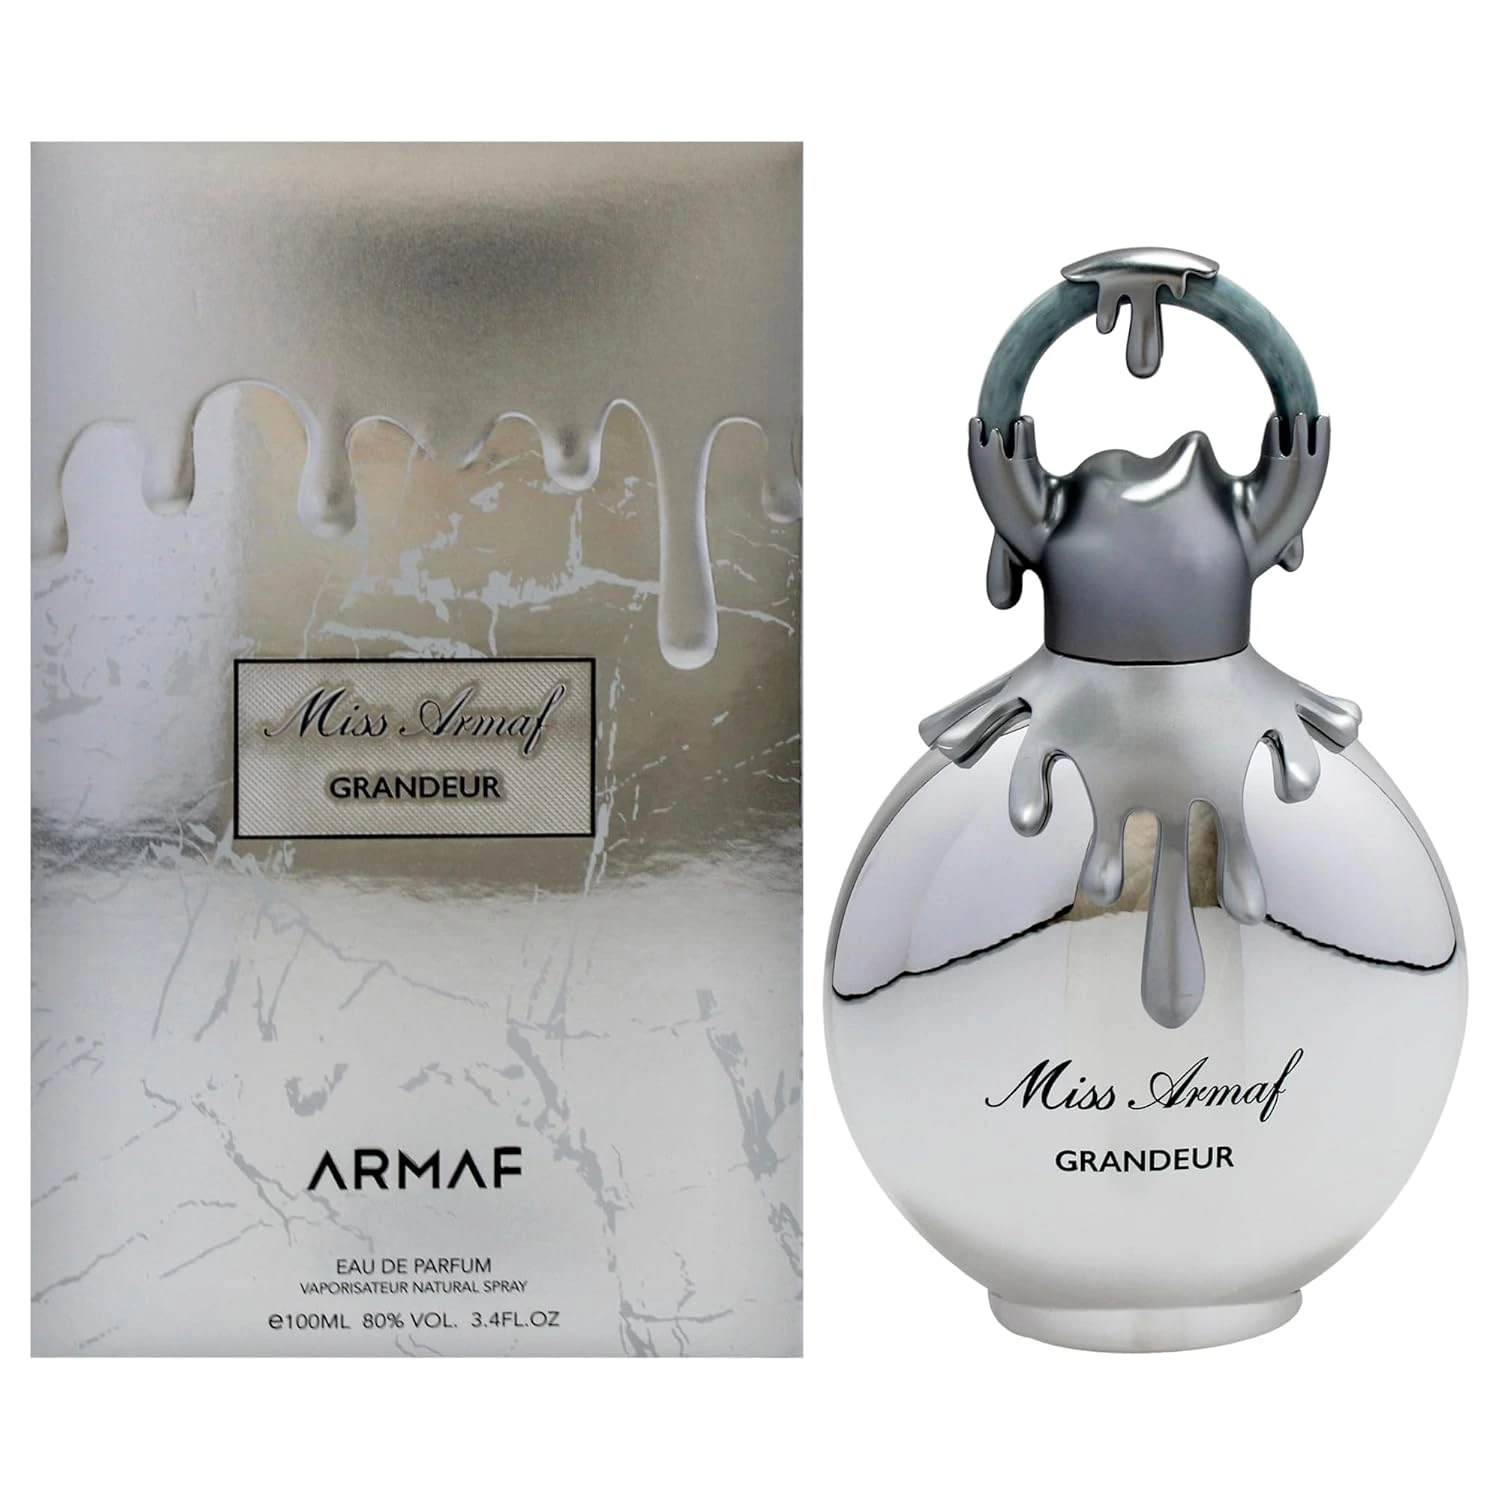 Miss Armaf
GRANDEUR
ARMAF
EAU DE PARFUM
VAPORISATEUR NATURAL SPRAY
℮100ML 80% VOL. 3.4FL.OZ
Miss Armaf
GRANDEUR